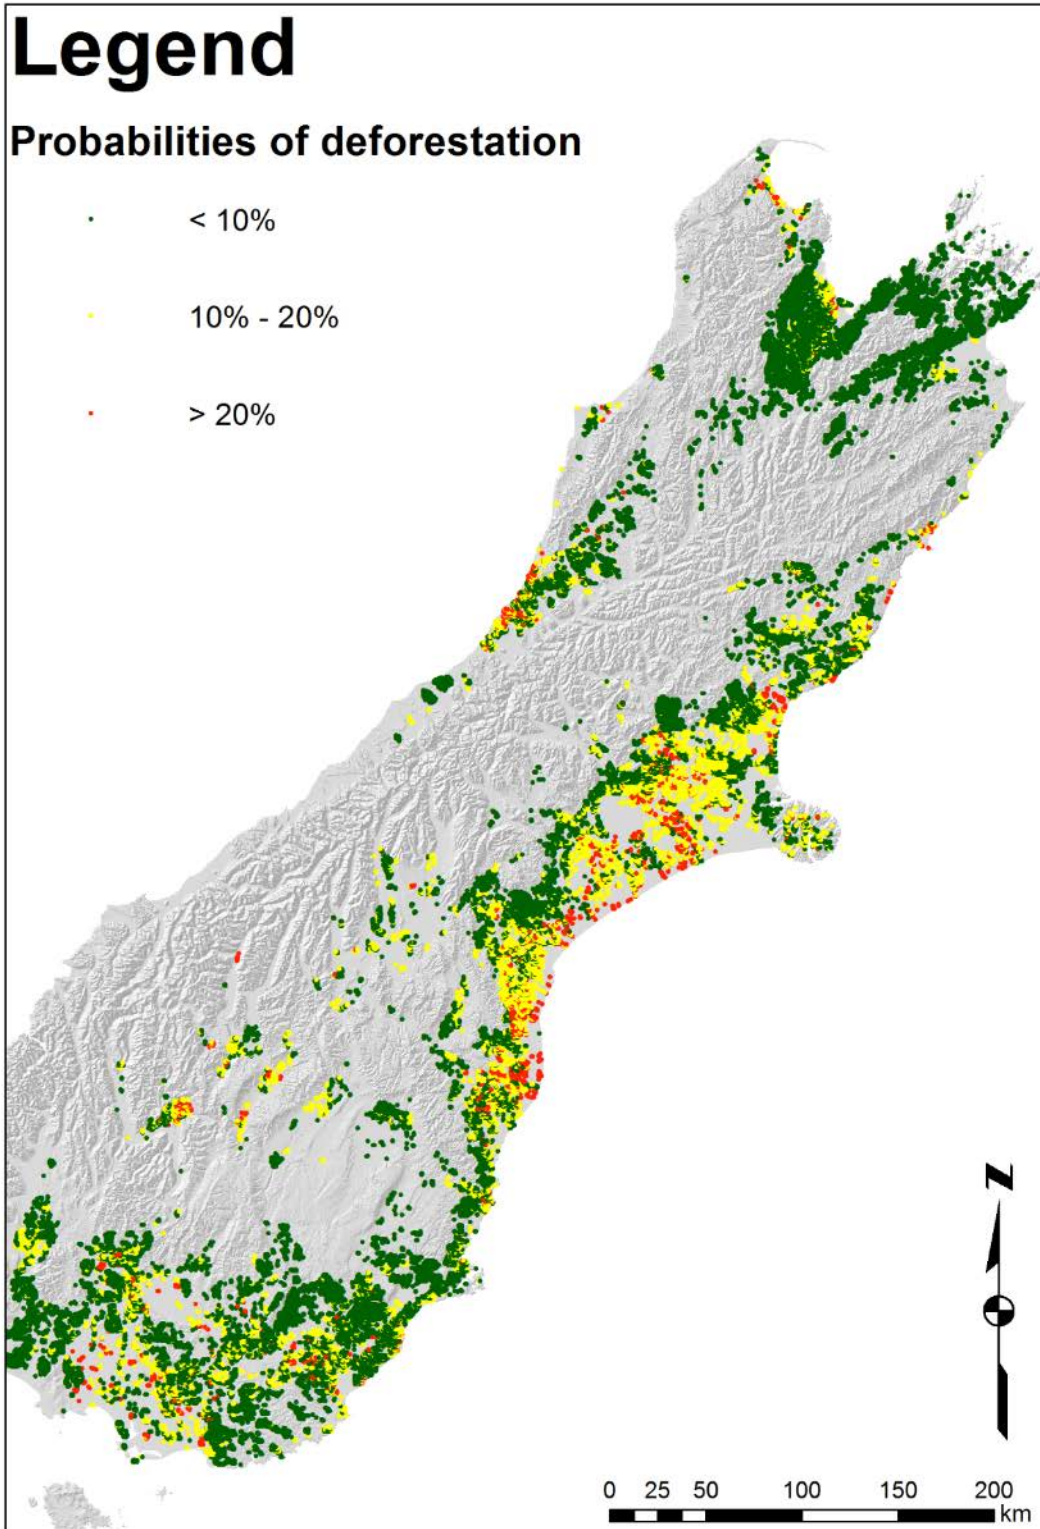 Legend
Probabilities of deforestation
< 10%
10% - 20%
> 20%
N
0 25 50 100 150 200
km